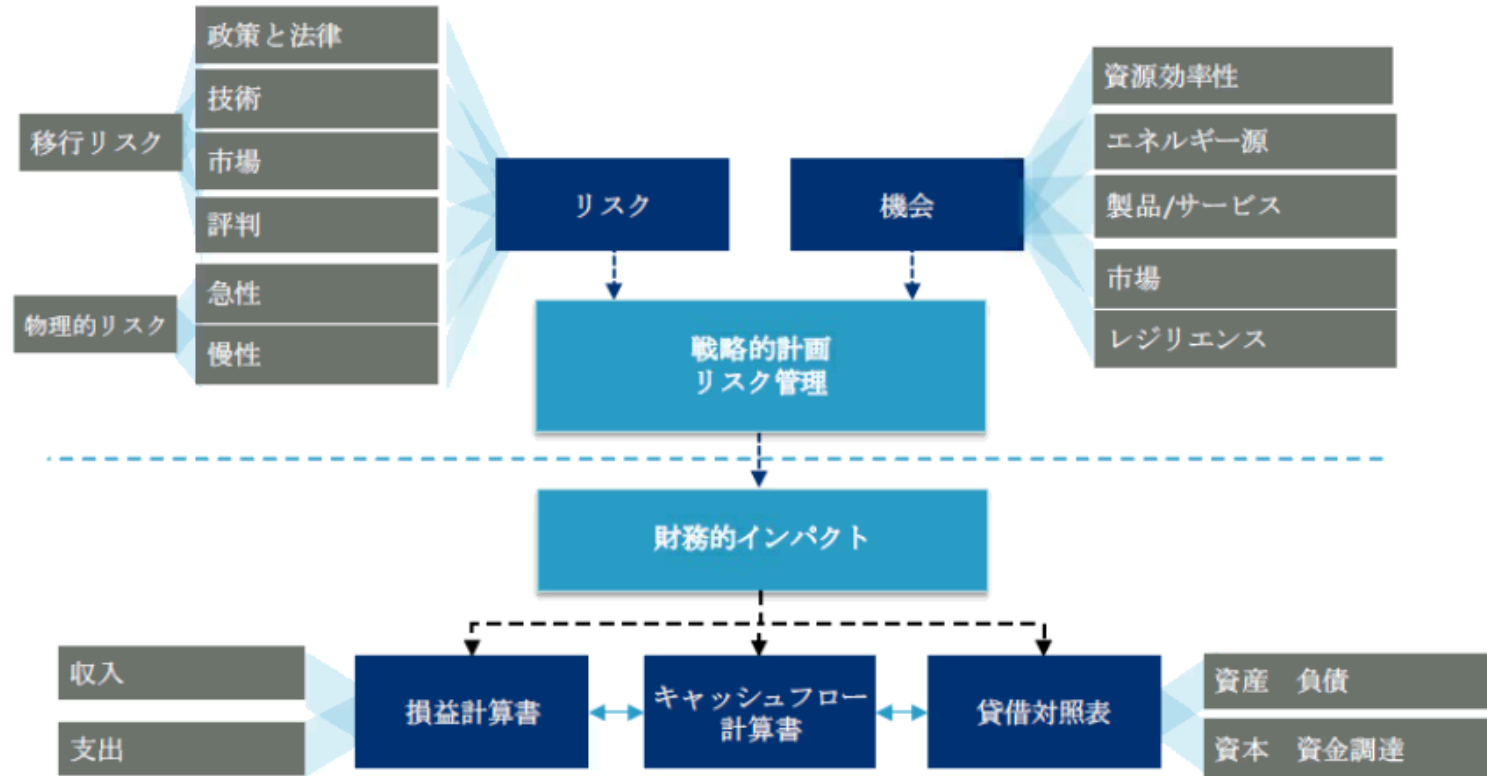 政策と法律
技術
市場
評判
急性
慢性
移行リスク
物理的リスク
リスク
機会
資源効率性
エネルギー源
製品/サービス
市場
レジリエンス
戦略的計画
リスク管理
財務的インパクト
収入
支出
損益計算書
キャッシュフロー
計算書
貸借対照表
資産　負債
資本　資金調達